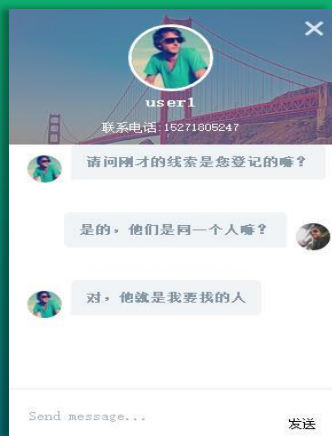 user1
联系电话:15271805247
请问刚才的线索是您登记的嘛？
是的，他们是同一个人嘛？
对，他就是我要找的人
Send message...
发送